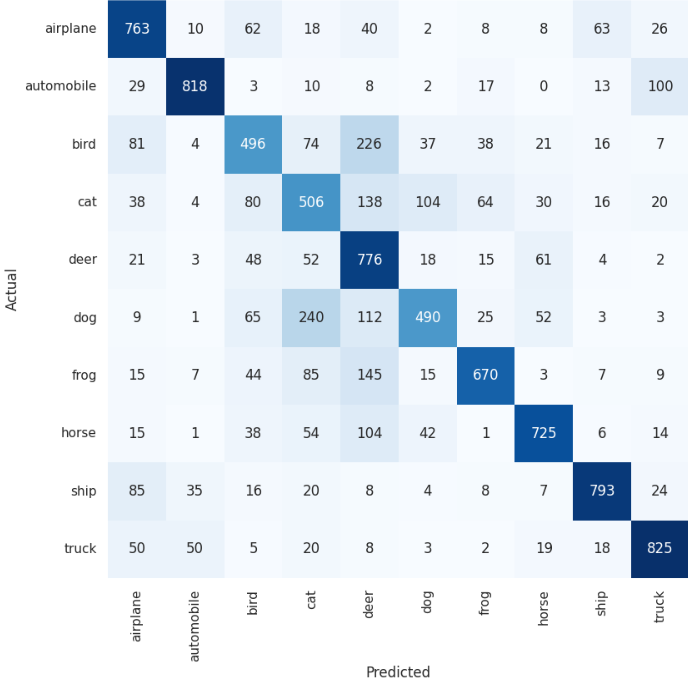 airplane 763 10 62 18 40 2 8 8 63 26
automobile 29 818 3 10 8 2 17 0 13 100
bird 81 4 496 74 226 37 38 21 16 7
cat 38 4 80 506 138 104 64 30 16 20
deer 21 3 48 52 776 18 15 61 4 2
dog 9 1 65 240 112 490 25 52 3 3
frog 15 7 44 85 145 15 670 3 7 9
horse 15 1 38 54 104 42 1 725 6 14
ship 85 35 16 20 8 4 8 7 793 24
truck 50 50 5 20 8 3 2 19 18 825
Actual
airplane automobile bird cat deer dog frog horse ship truck
Predicted